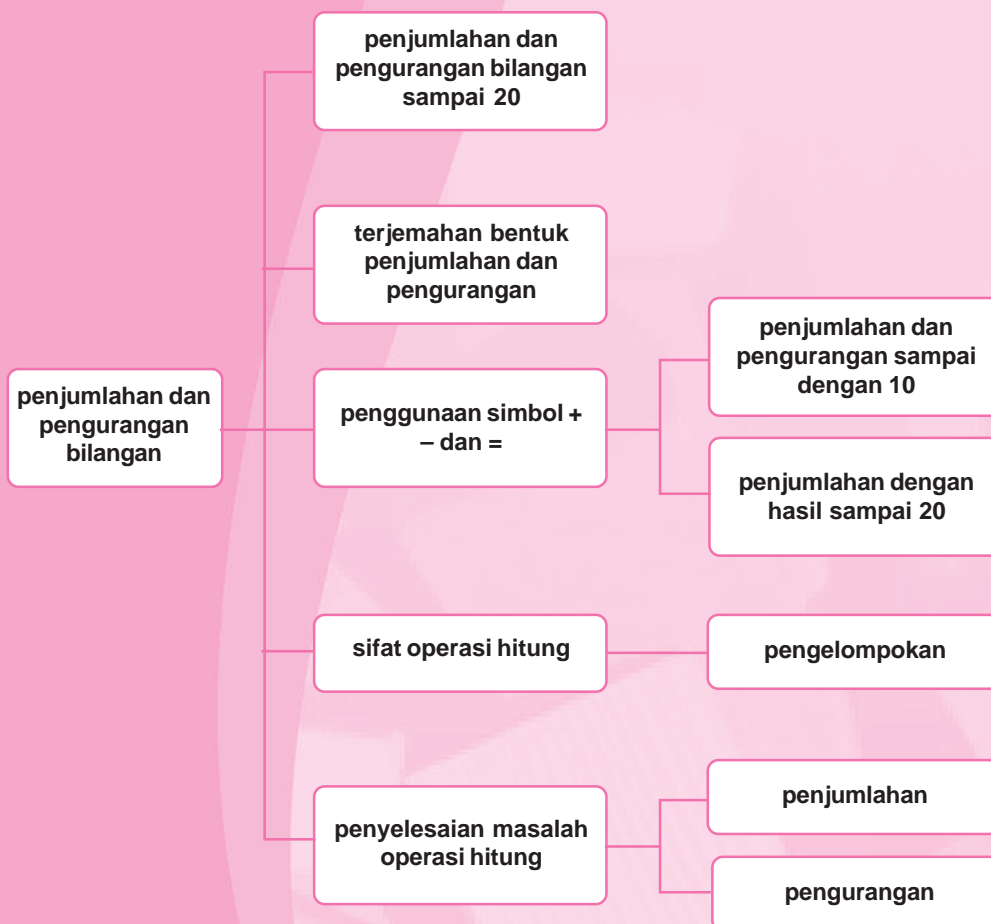 penjumlahan dan
pengurangan
bilangan
penjumlahan dan
pengurangan bilangan
sampai 20
terjemahan bentuk
penjumlahan dan
pengurangan
penggunaan simbol +
– dan =
penjumlahan dan
pengurangan sampai
dengan 10
penjumlahan dengan
hasil sampai 20
sifat operasi hitung
pengelompokan
penyelesaian masalah
operasi hitung
penjumlahan
pengurangan